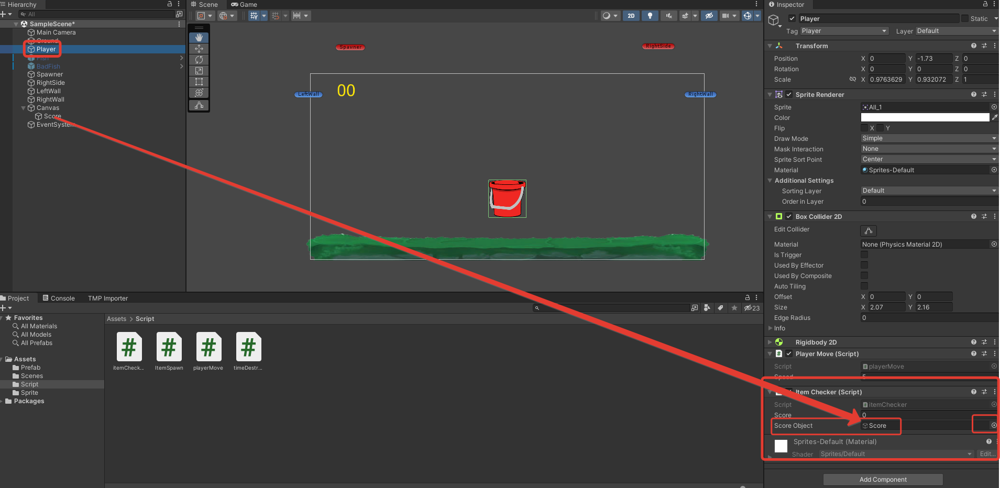 Hierarchy
All
SampleScene*
Main Camera
Ground
Player
Fish
BadFish
Spawner
RightSide
LeftWall
RightWall
Canvas
Score
EventSystem
Scene
Game
2D
Spawner
RightSide
LeftWall
RightWall
00
Project
Console
TMP Importer
23
Favorites
All Materials
All Models
All Prefabs
Assets
Prefab
Scenes
Script
Sprite
Packages
Assets > Script
itemCheck...
ItemSpawn
playerMove
timeDestr...
Inspector
Player
Static
Tag Player
Layer Default
Transform
Position X 0 Y -1.73 Z 0
Rotation X 0 Y 0 Z 0
Scale X 0.9763629 Y 0.932072 Z 1
Sprite Renderer
Sprite All_1
Color
Flip X Y
Draw Mode Simple
Mask Interaction None
Sprite Sort Point Center
Material Sprites-Default
Additional Settings
Sorting Layer Default
Order in Layer 0
Box Collider 2D
Edit Collider
Material None (Physics Material 2D)
Is Trigger
Used By Effector
Used By Composite
Auto Tiling
Offset X 0 Y 0
Size X 2.07 Y 2.16
Edge Radius 0
Info
Rigidbody 2D
Player Move (Script)
Script playerMove
Speed 5
Item Checker (Script)
Script itemChecker
Score 0
Score Object Score
Sprites-Default (Material)
Shader Sprites/Default Edit...
Add Component